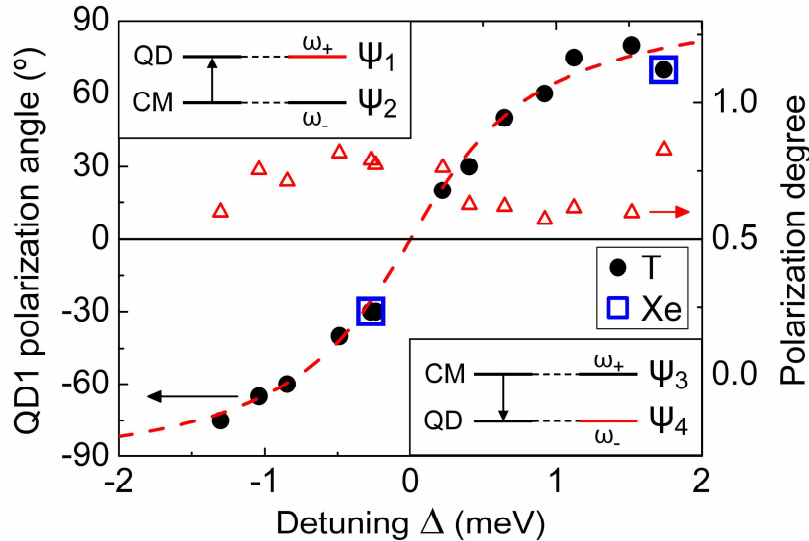 QD1 polarization angle (º)
90
60
30
0
-30
-60
-90
QD
ω+
Ψ1
CM
ω-
Ψ2
T
Xe
CM
ω+
Ψ3
QD
ω-
Ψ4
1.0
0.5
0.0
Polarization degree
-2
-1
0
1
2
Detuning Δ (meV)